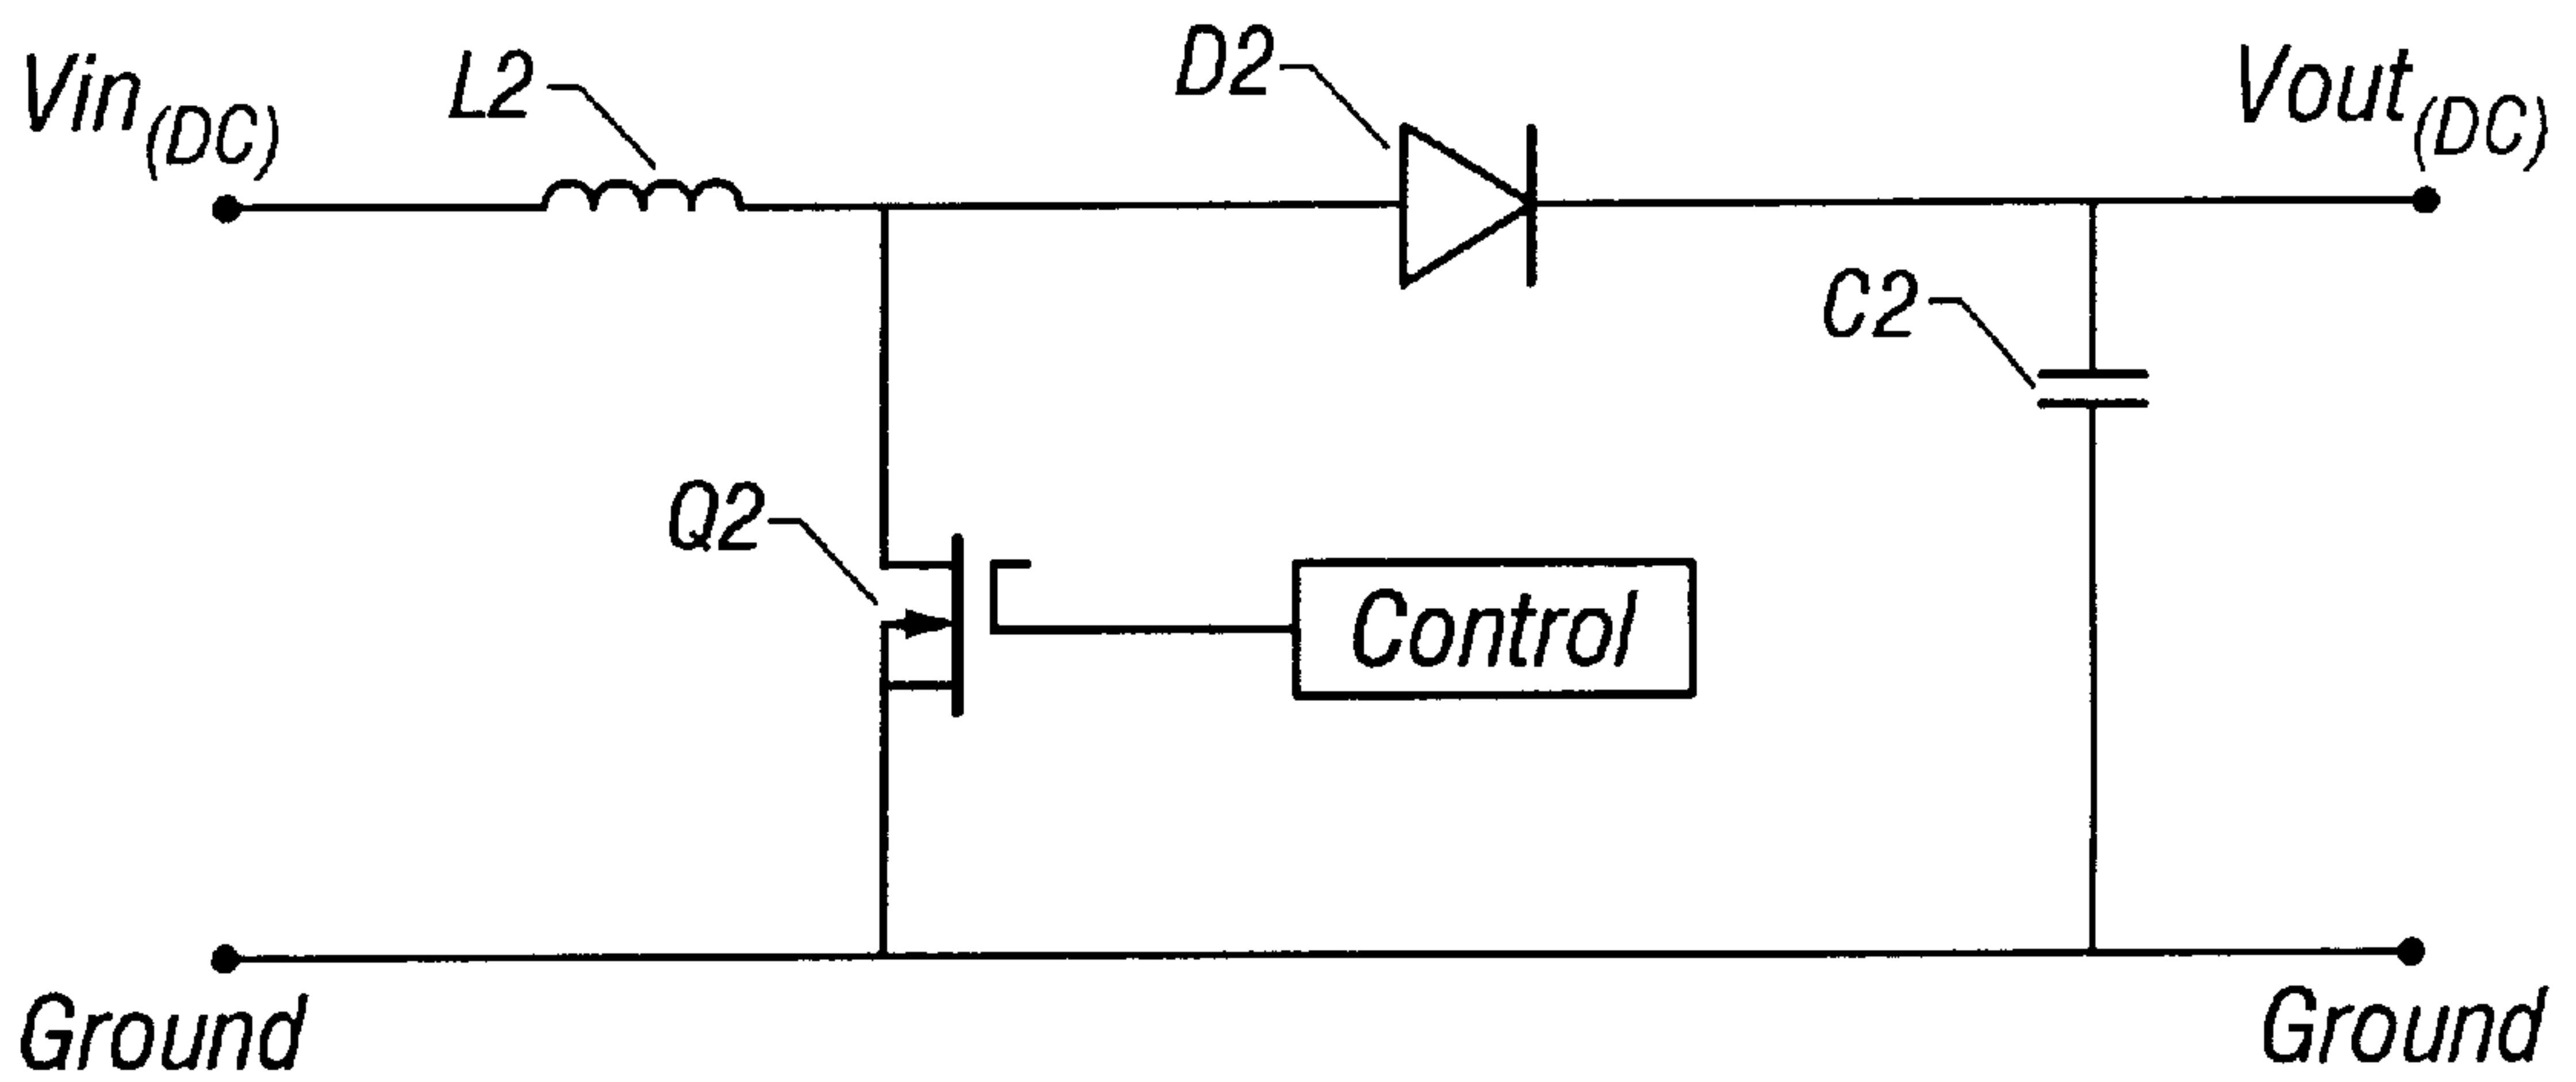 Vin(DC)
L2
D2
Vout(DC)
C2
Q2
Control
Ground
Ground